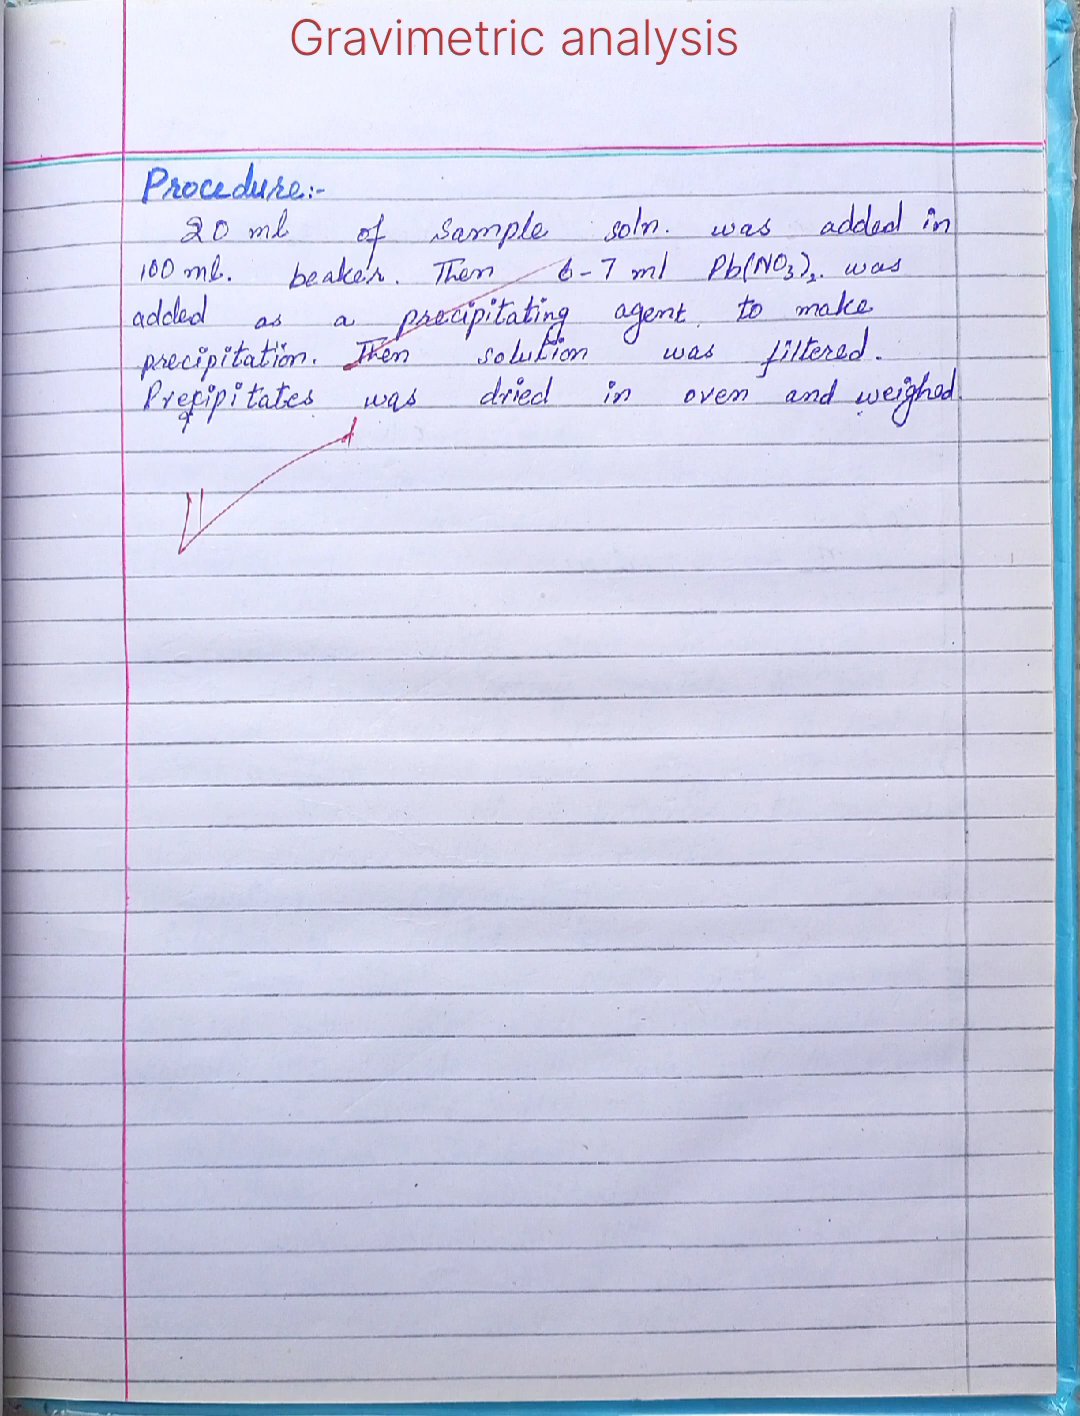 Gravimetric analysis
Procedure:-
20 ml of sample soln. was added in
100 ml. beaker. Then 6-7 ml Pb(NO3)2. was
added as a precipitating agent to make
precipitation. Then solution was filtered.
Precipitates was dried in oven and weighed